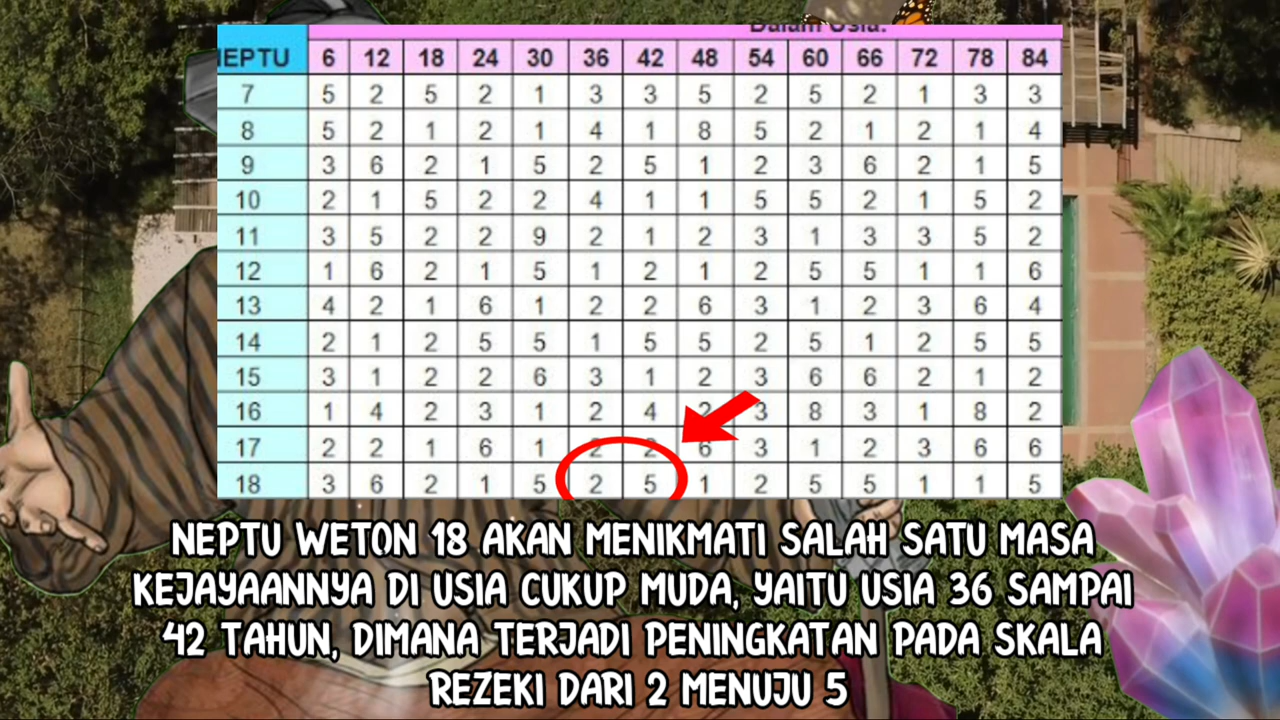 Dalam Usia:
NEPTU 6 12 18 24 30 36 42 48 54 60 66 72 78 84
7 5 2 5 2 1 3 3 5 2 5 2 1 3 3
8 5 2 1 2 1 4 1 8 5 2 1 2 1 4
9 3 6 2 1 5 2 5 1 2 3 6 2 1 5
10 2 1 5 2 2 4 1 1 5 5 2 1 5 2
11 3 5 2 2 9 2 1 2 3 1 3 3 5 2
12 1 6 2 1 5 1 2 1 2 5 5 1 1 6
13 4 2 1 6 1 2 2 6 3 1 2 3 6 4
14 2 1 2 5 5 1 5 5 2 5 1 2 5 5
15 3 1 2 2 6 3 1 2 3 6 6 2 1 2
16 1 4 2 3 1 2 4 2 3 8 3 1 8 2
17 2 2 1 6 1 2 2 6 3 1 2 3 6 6
18 3 6 2 1 5 2 5 1 2 5 5 1 1 5
NEPTU WETON 18 AKAN MENIKMATI SALAH SATU MASA
KEJAYAANNYA DI USIA CUKUP MUDA, YAITU USIA 36 SAMPAI
42 TAHUN, DIMANA TERJADI PENINGKATAN PADA SKALA
REZEKI DARI 2 MENUJU 5